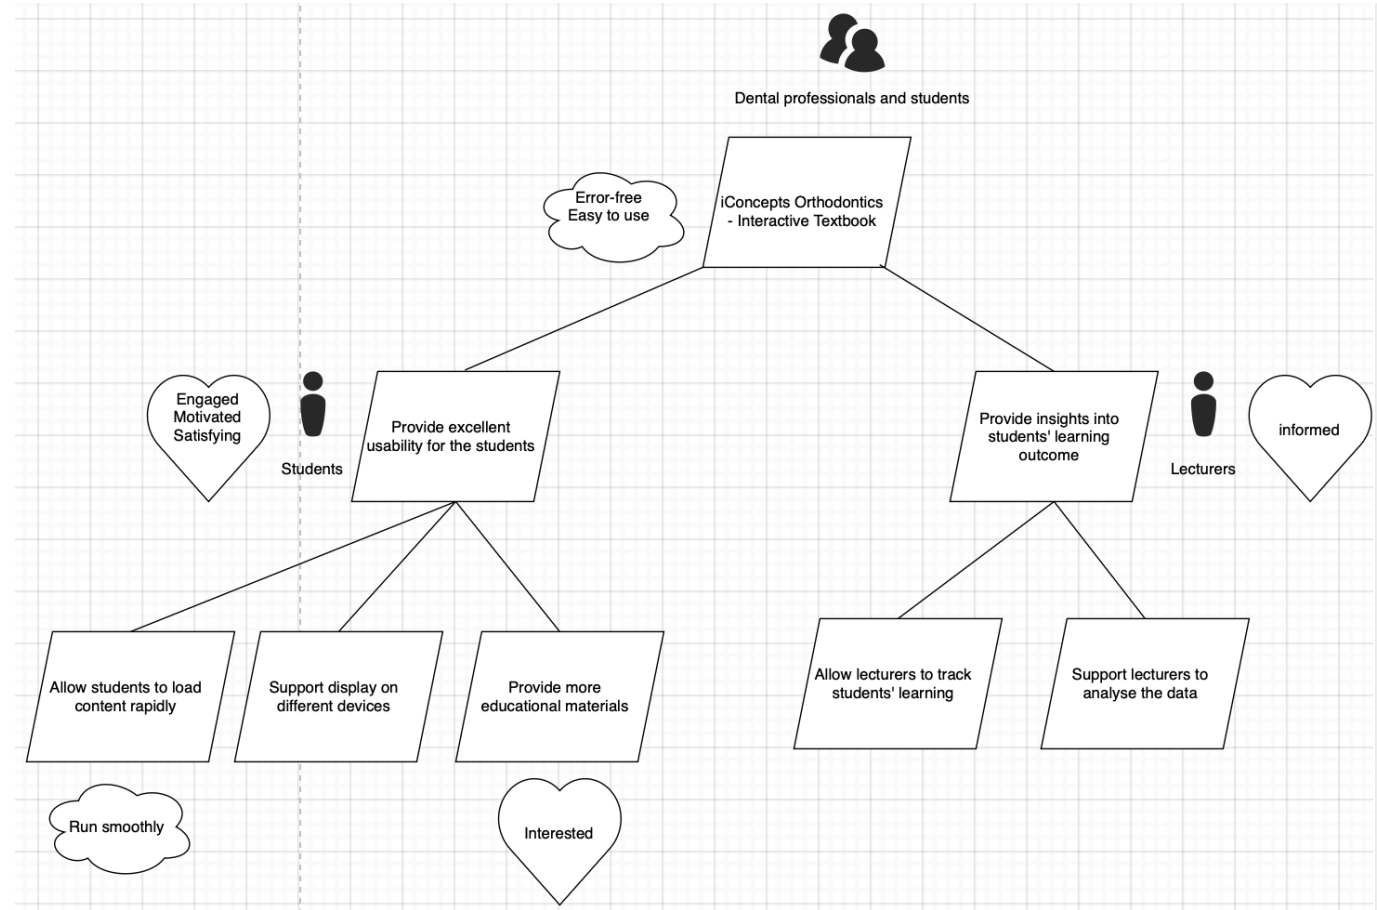 Dental professionals and students
Error-free
Easy to use
iConcepts Orthodontics
- Interactive Textbook
Engaged
Motivated
Satisfying
Students
Provide excellent
usability for the students
Provide insights into
students' learning
outcome
Lecturers
informed
Allow students to load
content rapidly
Support display on
different devices
Provide more
educational materials
Allow lecturers to track
students' learning
Support lecturers to
analyse the data
Run smoothly
Interested